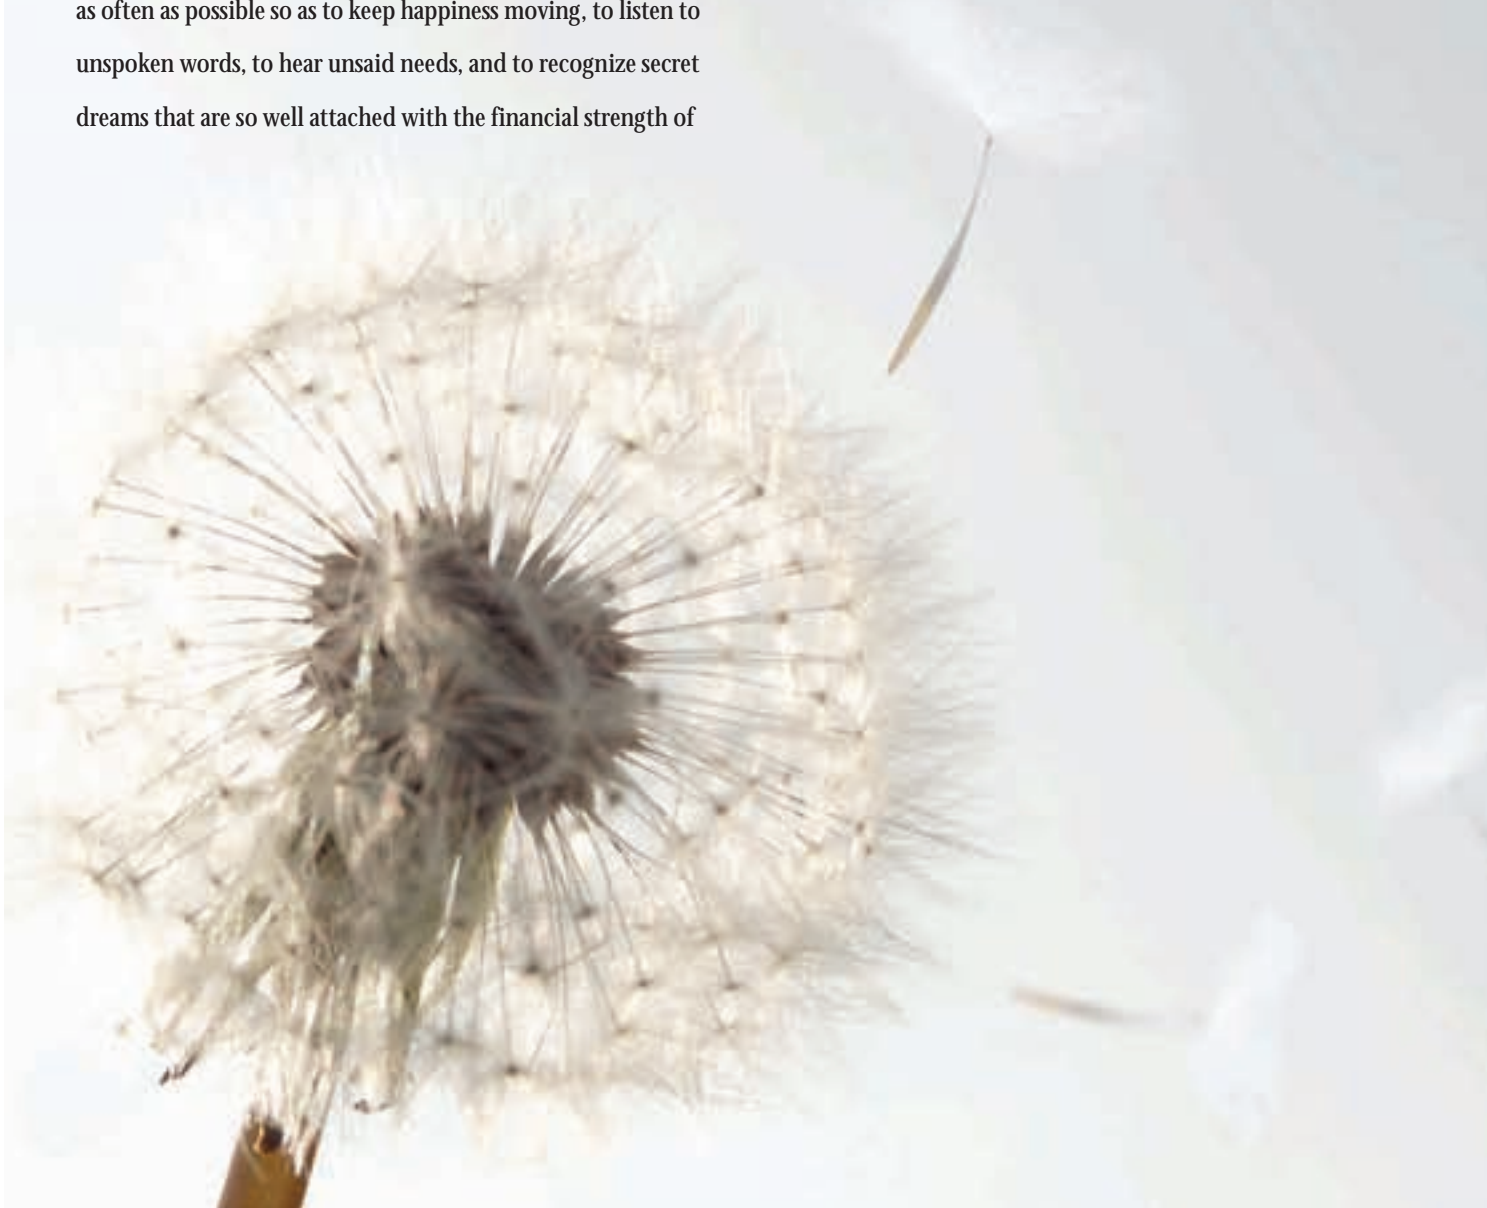 as often as possible so as to keep happiness moving, to listen to
unspoken words, to hear unsaid needs, and to recognize secret
dreams that are so well attached with the financial strength of